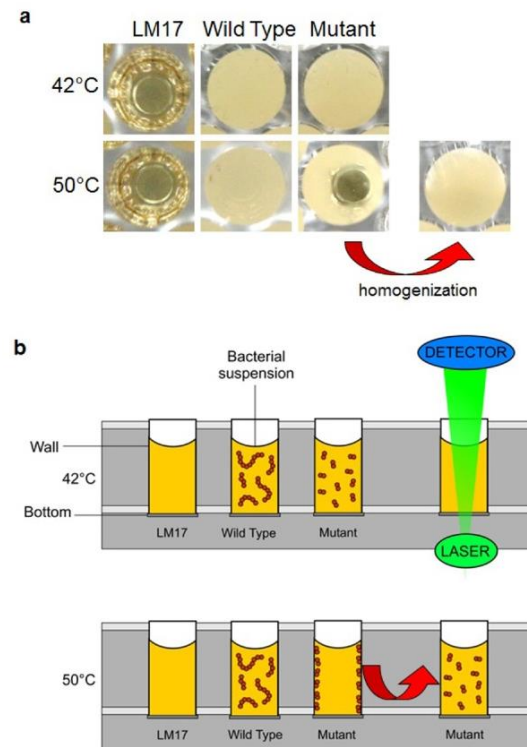 a
LM17 Wild Type Mutant
42°C
50°C
homogenization
b
DETECTOR
Bacterial
suspension
Wall
42°C
Bottom
LM17 Wild Type Mutant
LASER
50°C
LM17 Wild Type Mutant Mutant